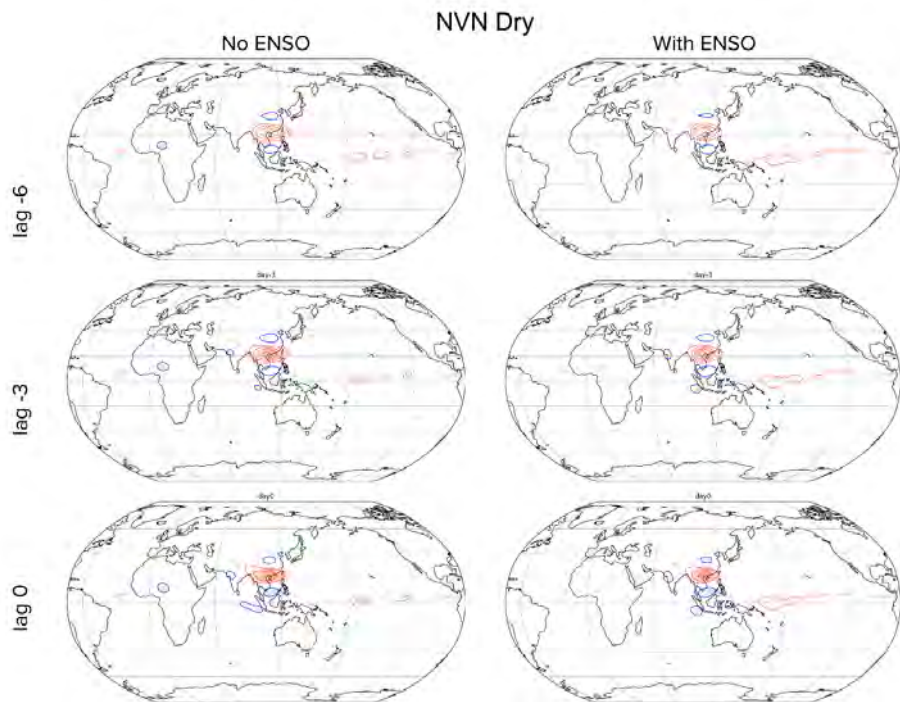 NVN Dry
No ENSO
With ENSO
lag -6
day-3
day-3
lag -3
day0
day0
lag 0